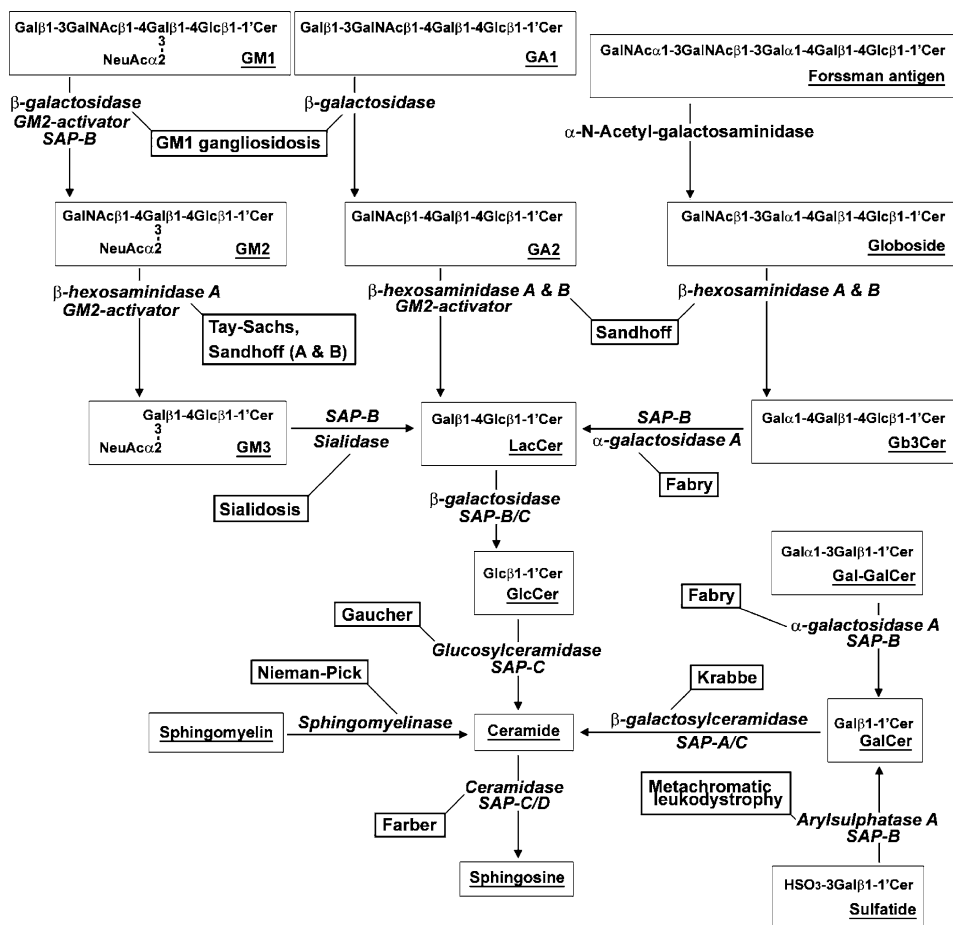 Galβ1-3GalNAcβ1-4Galβ1-4Glcβ1-1'Cer
3
NeuAcα2
GM1
Galβ1-3GalNAcβ1-4Galβ1-4Glcβ1-1'Cer
GA1
GalNAcα1-3GalNAcβ1-3Galα1-4Galβ1-4Glcβ1-1'Cer
Forssman antigen
β-galactosidase
GM2-activator
SAP-B
GM1 gangliosidosis
β-galactosidase
α-N-Acetyl-galactosaminidase
GalNAcβ1-4Galβ1-4Glcβ1-1'Cer
3
NeuAcα2
GM2
GalNAcβ1-4Galβ1-4Glcβ1-1'Cer
GA2
GalNAcβ1-3Galα1-4Galβ1-4Glcβ1-1'Cer
Globoside
β-hexosaminidase A
GM2-activator
Tay-Sachs,
Sandhoff (A & B)
β-hexosaminidase A & B
GM2-activator
Sandhoff
β-hexosaminidase A & B
Galβ1-4Glcβ1-1'Cer
3
NeuAcα2
GM3
SAP-B
Sialidase
Sialidosis
Galβ1-4Glcβ1-1'Cer
LacCer
SAP-B
α-galactosidase A
Fabry
Galα1-4Galβ1-4Glcβ1-1'Cer
Gb3Cer
β-galactosidase
SAP-B/C
Glcβ1-1'Cer
GlcCer
Galα1-3Galβ1-1'Cer
Gal-GalCer
Gaucher
Glucosylceramidase
SAP-C
Fabry
α-galactosidase A
SAP-B
Nieman-Pick
Sphingomyelin
Sphingomyelinase
Ceramide
Krabbe
β-galactosylceramidase
SAP-A/C
Galβ1-1'Cer
GalCer
Ceramidase
SAP-C/D
Farber
Metachromatic
leukodystrophy
Arylsulphatase A
SAP-B
Sphingosine
HSO3-3Galβ1-1'Cer
Sulfatide